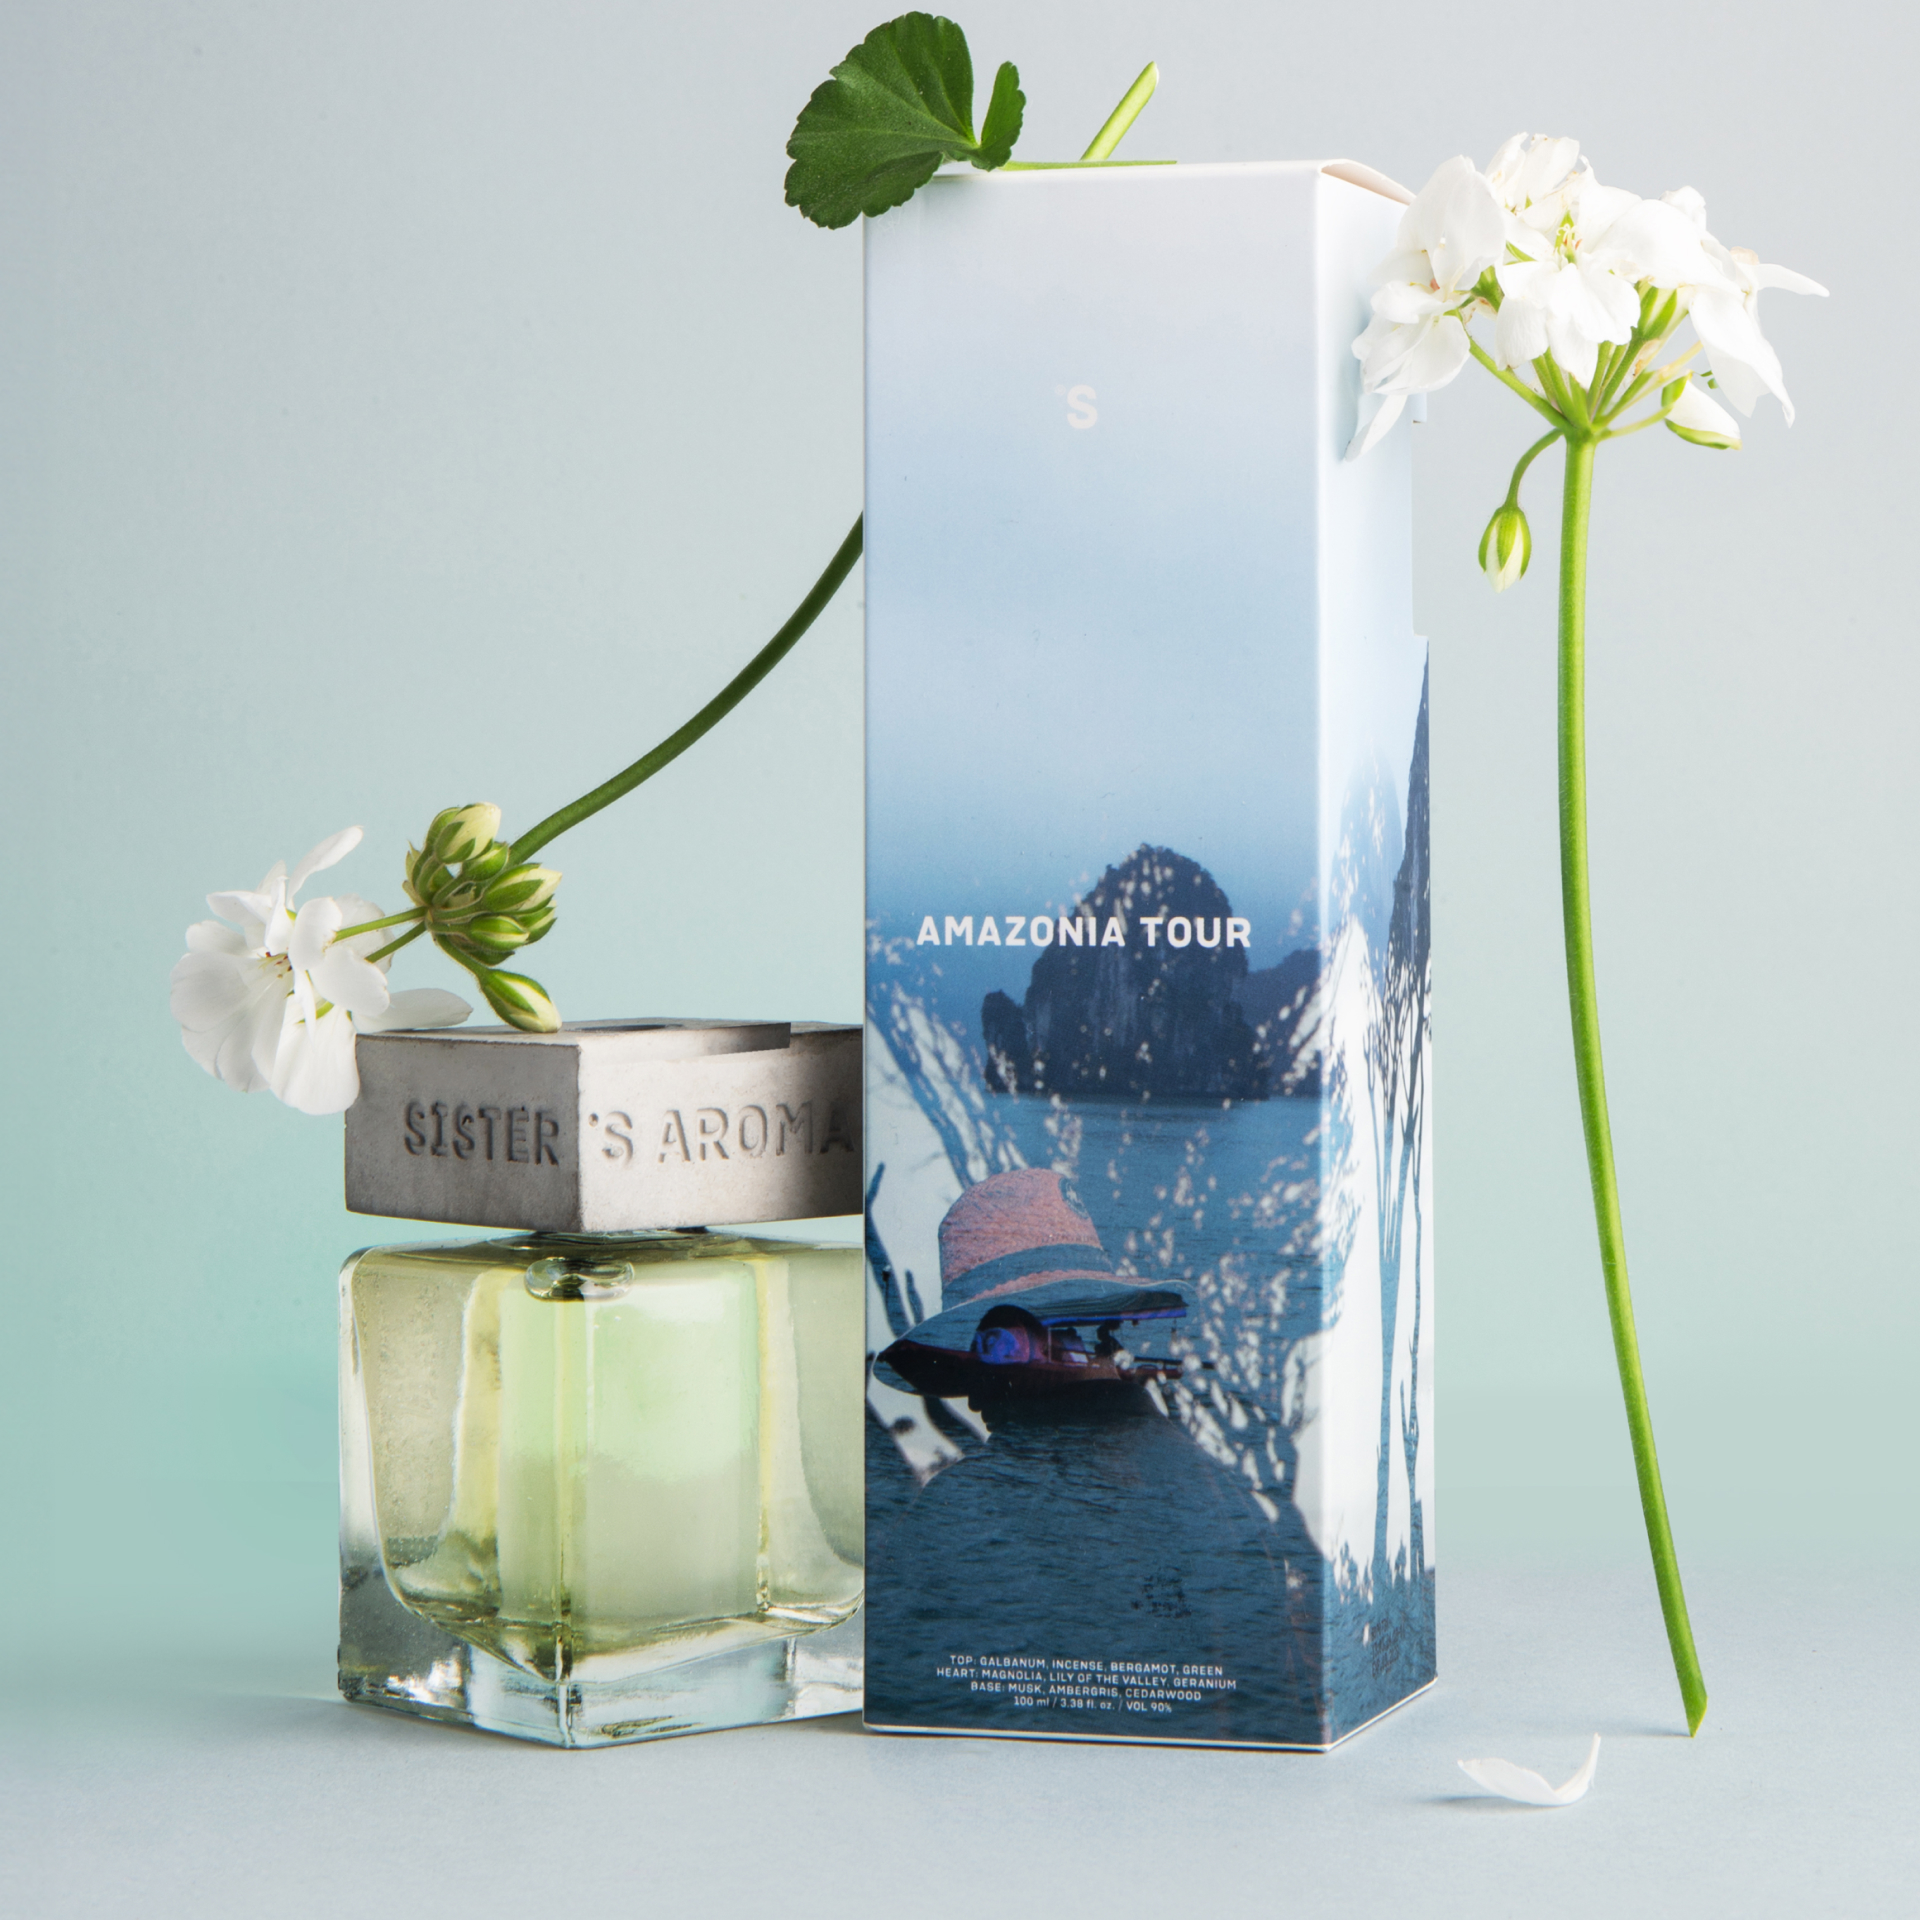 °S
AMAZONIA TOUR
SISTER°S AROMA
TOP: GALBANUM, INCENSE, BERGAMOT, GREEN
HEART: MAGNOLIA, LILY OF THE VALLEY, GERANIUM
BASE: MUSK, AMBERGRIS, CEDARWOOD
100 ml / 3.38 fl. oz. / VOL 90%